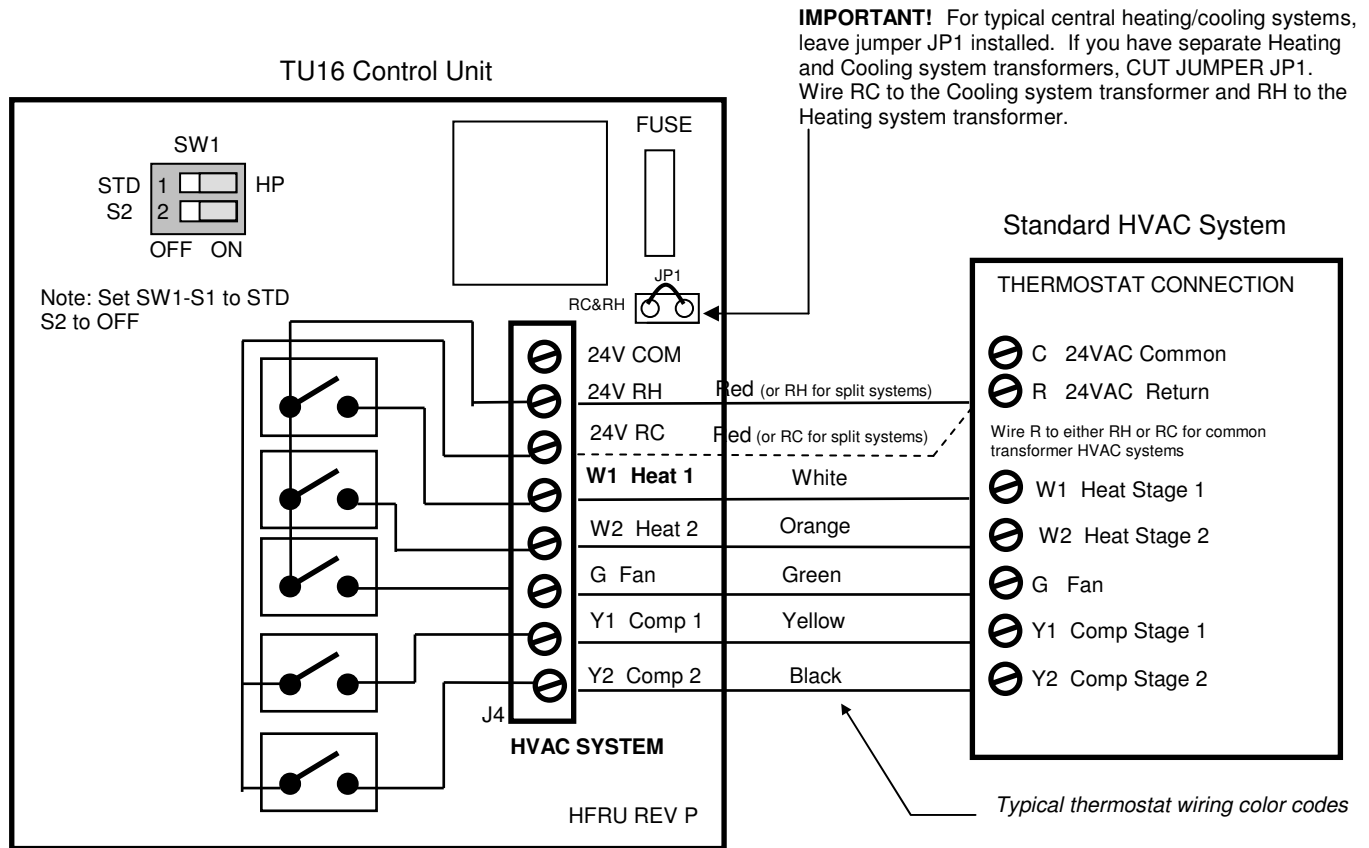 IMPORTANT! For typical central heating/cooling systems,
leave jumper JP1 installed. If you have separate Heating
and Cooling system transformers, CUT JUMPER JP1.
Wire RC to the Cooling system transformer and RH to the
Heating system transformer.
TU16 Control Unit
SW1
STD 1 HP
S2 2
OFF ON
Note: Set SW1-S1 to STD
S2 to OFF
FUSE
JP1
RC&RH
24V COM
24V RH
24V RC
W1 Heat 1
W2 Heat 2
G Fan
Y1 Comp 1
Y2 Comp 2
J4
HVAC SYSTEM
HFRU REV P
Red (or RH for split systems)
Red (or RC for split systems)
White
Orange
Green
Yellow
Black
Standard HVAC System
THERMOSTAT CONNECTION
C 24VAC Common
R 24VAC Return
Wire R to either RH or RC for common
transformer HVAC systems
W1 Heat Stage 1
W2 Heat Stage 2
G Fan
Y1 Comp Stage 1
Y2 Comp Stage 2
Typical thermostat wiring color codes